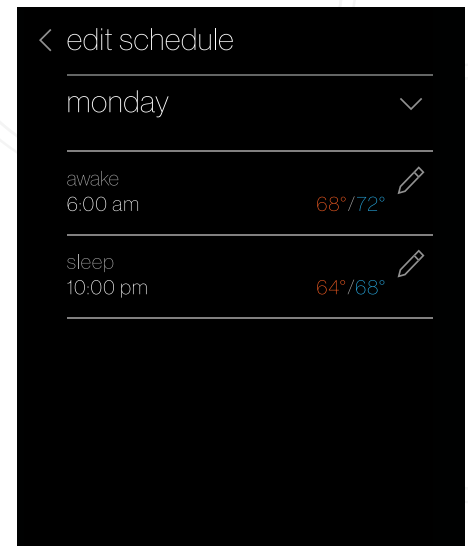 edit schedule
monday
awake
6:00 am 68°/72°
sleep
10:00 pm 64°/68°